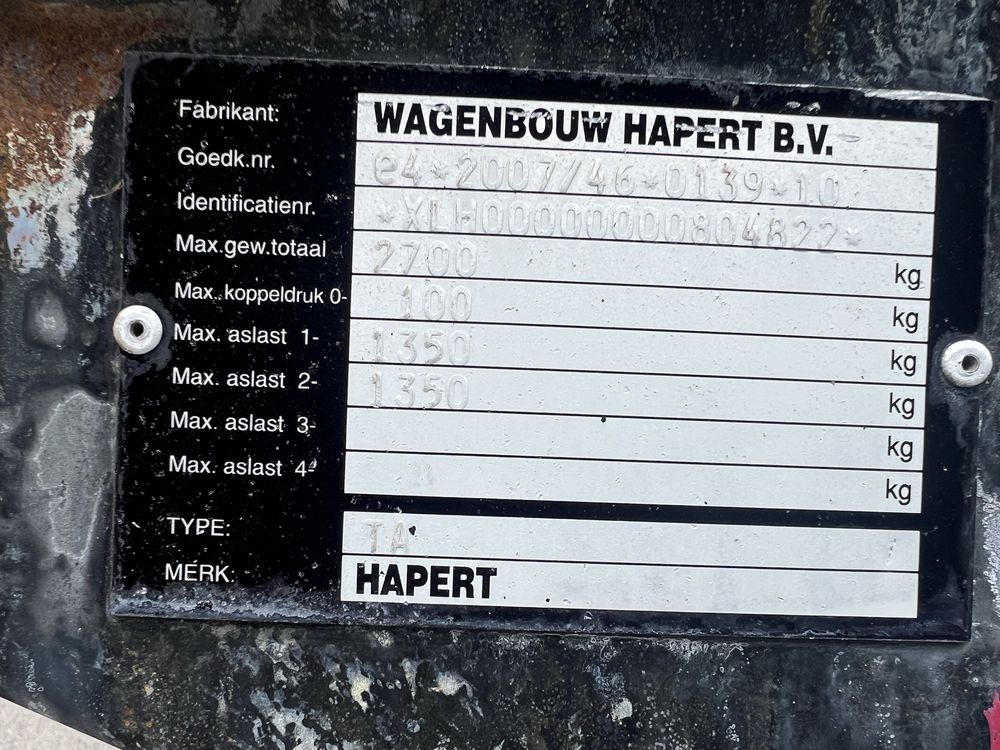 Fabrikant: WAGENBOUW HAPERT B.V.
Goedk.nr. e4*2007/46*0139*10
Identificatienr. *XLH00000000804822*
Max.gew.totaal 2700 kg
Max. koppeldruk 0- 100 kg
Max. aslast 1- 1350 kg
Max. aslast 2- 1350 kg
Max. aslast 3- kg
Max. aslast 4- kg
TYPE: TA
MERK: HAPERT